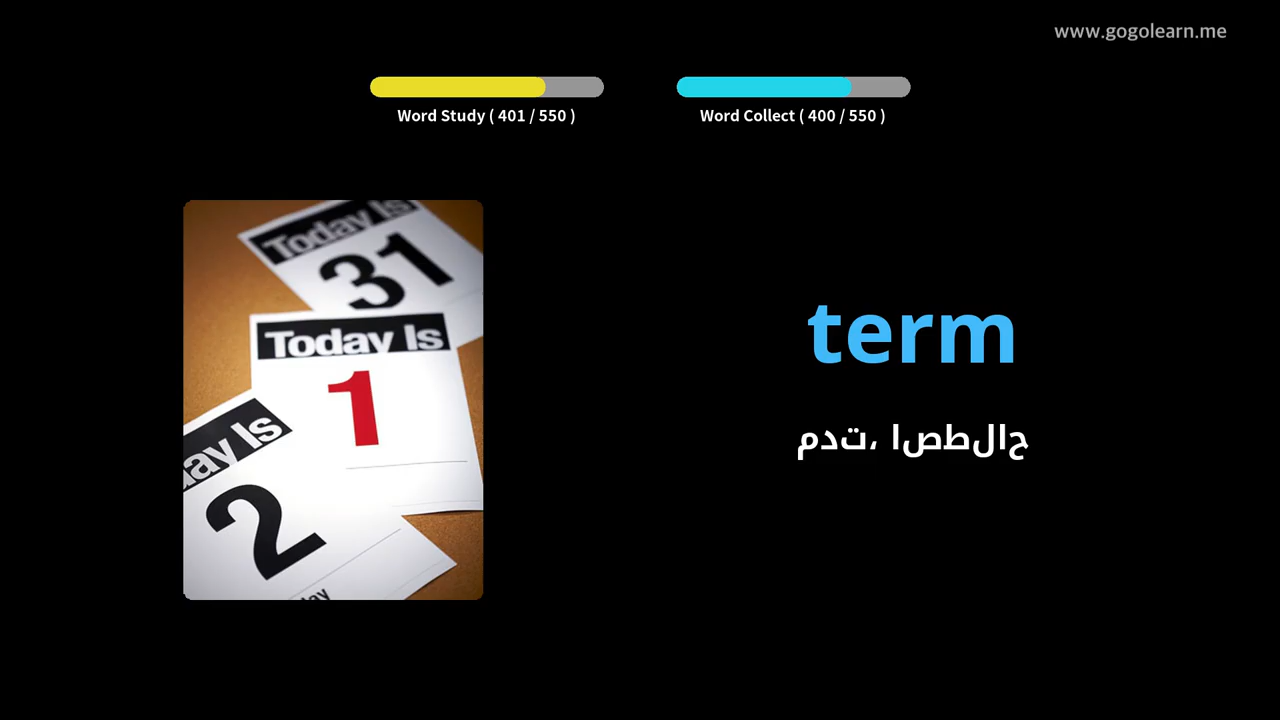 www.gogolearn.me
Word Study ( 401 / 550 )
Word Collect ( 400 / 550 )
Today Is
31
Today Is
1
ay Is
2
term
مدت، اصطلاح